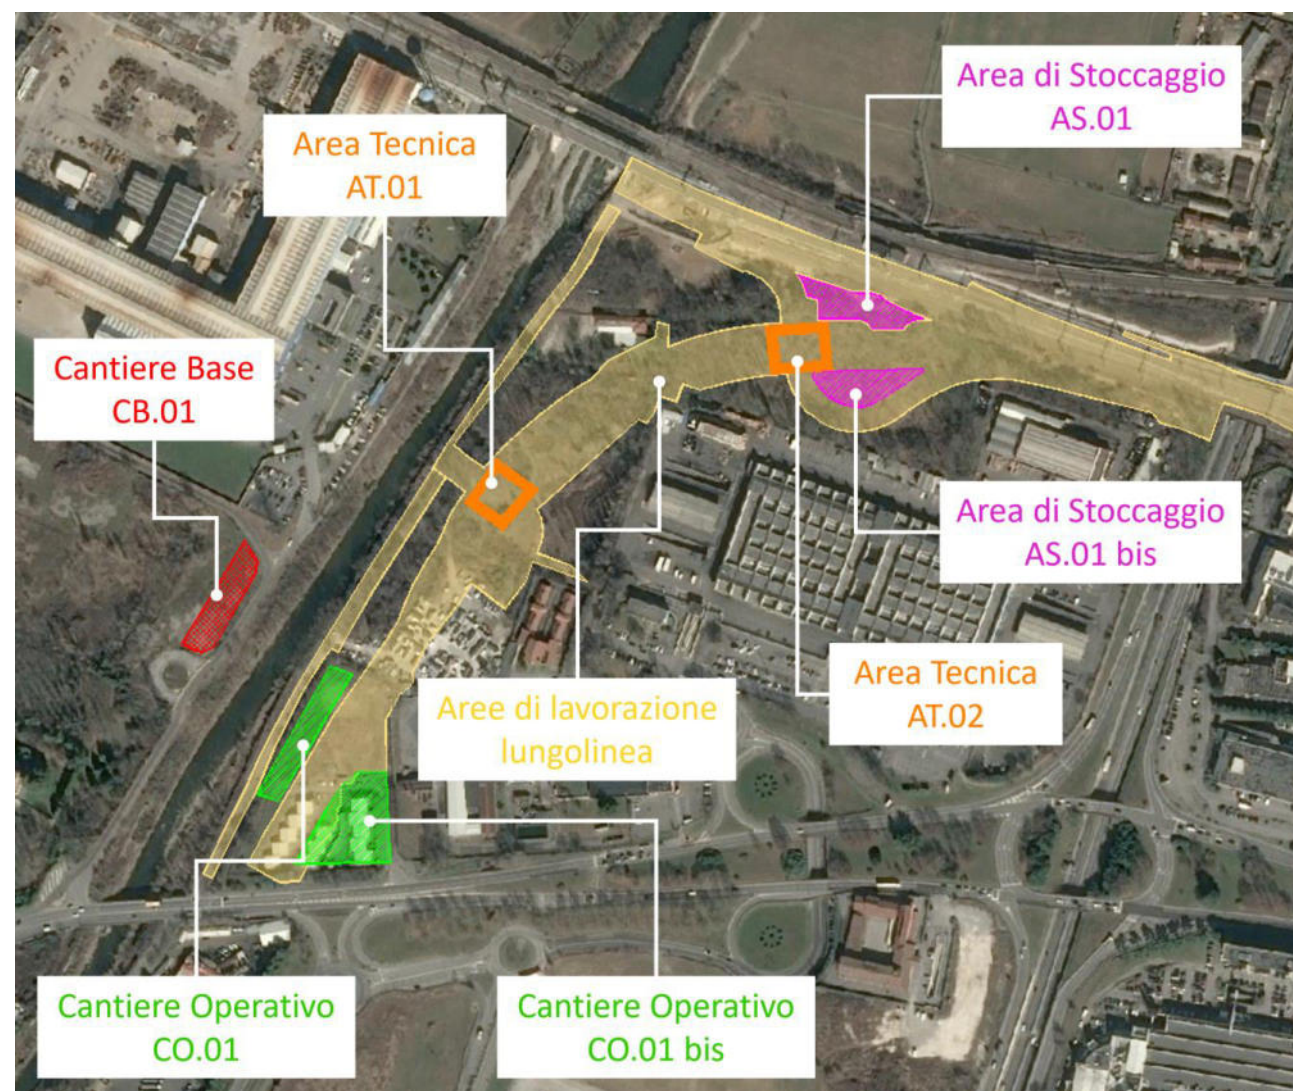 Area di Stoccaggio
AS.01
Area Tecnica
AT.01
Cantiere Base
CB.01
Area di Stoccaggio
AS.01 bis
Area Tecnica
AT.02
Aree di lavorazione
lungolinea
Cantiere Operativo
CO.01
Cantiere Operativo
CO.01 bis